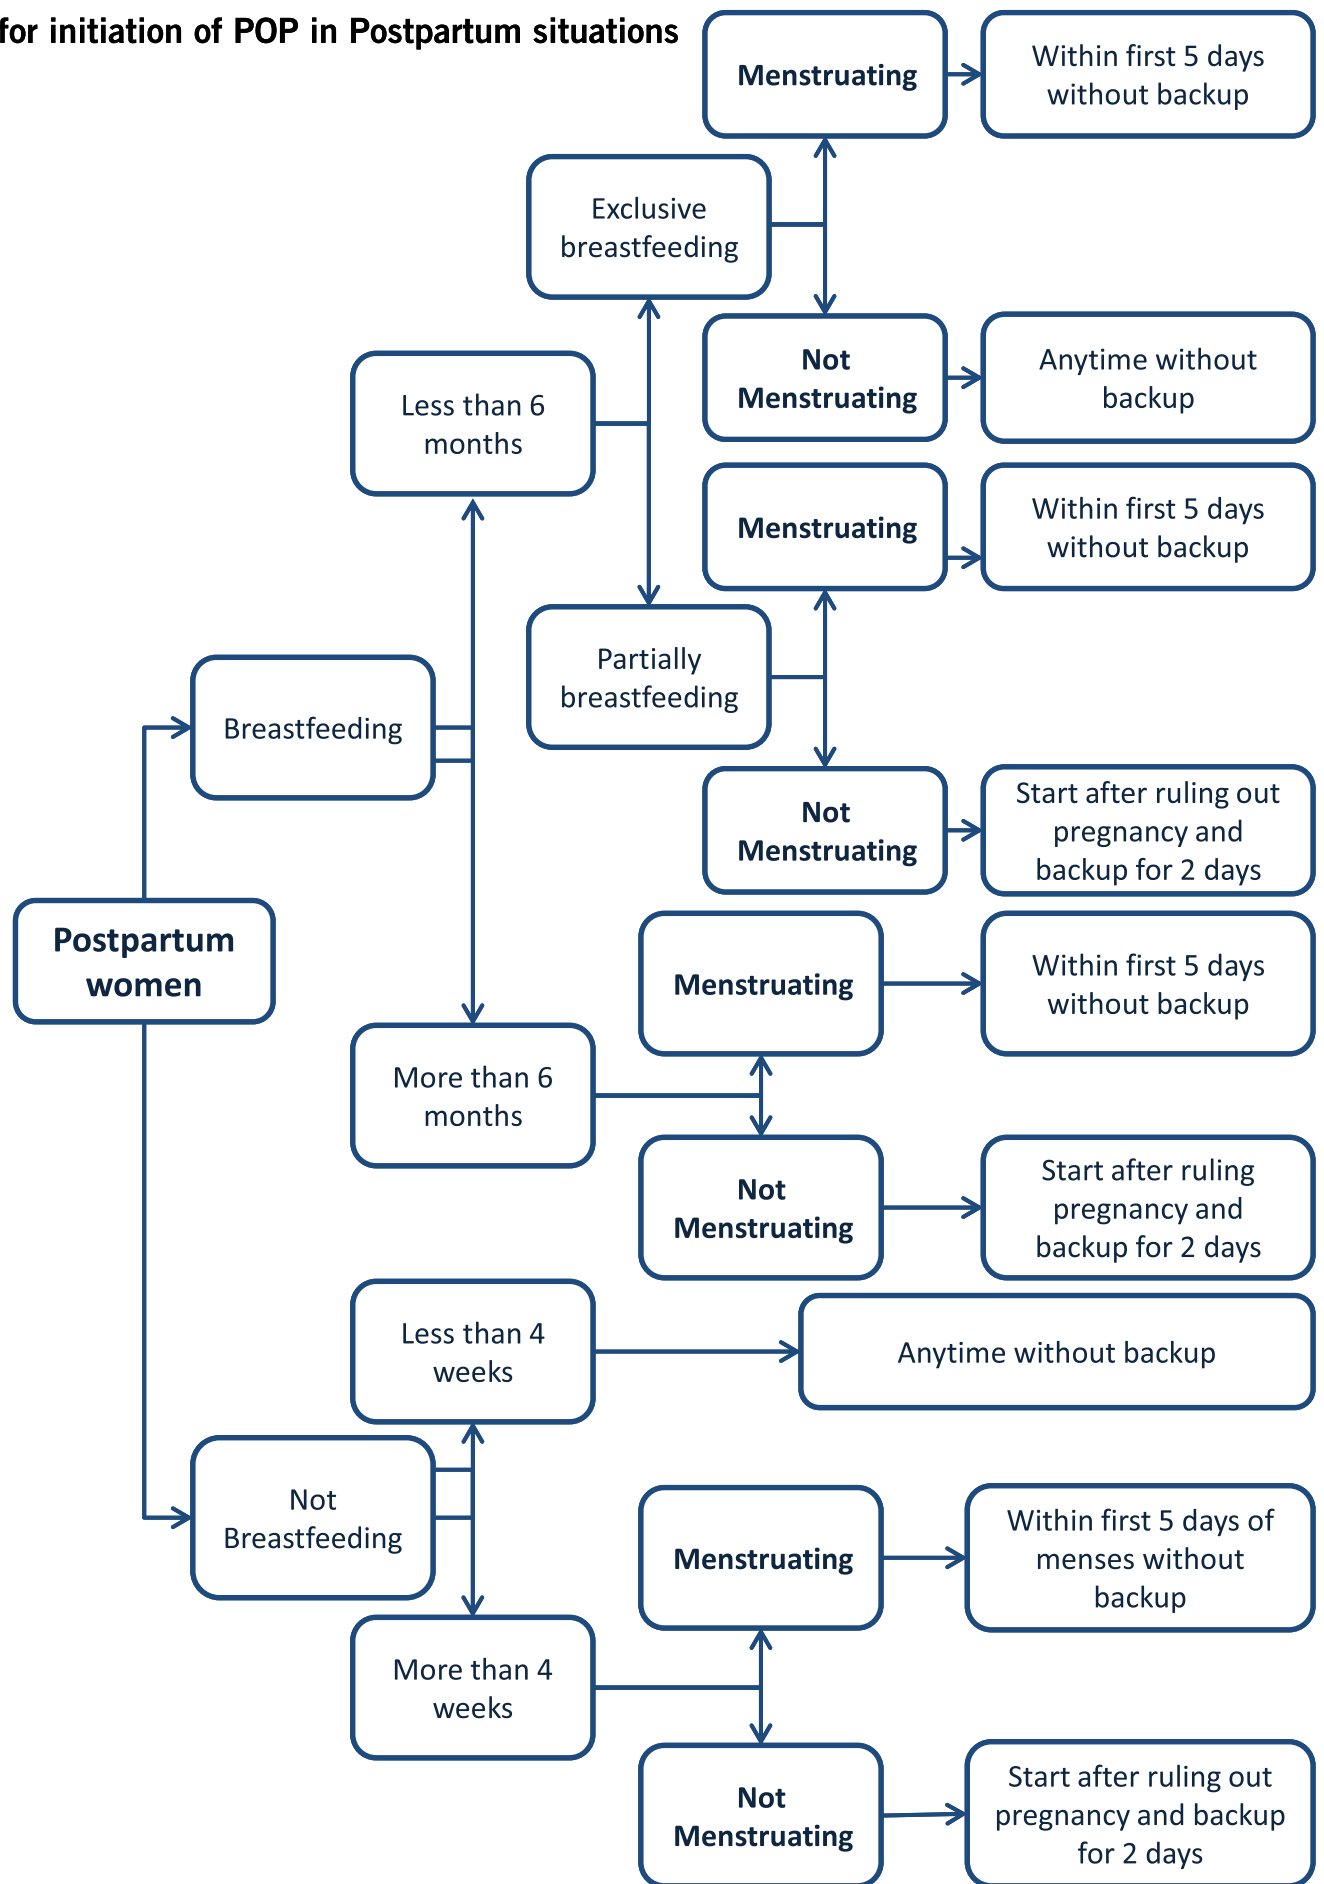 for initiation of POP in Postpartum situations
Menstruating
Within first 5 days
without backup
Exclusive
breastfeeding
Not
Menstruating
Anytime without
backup
Less than 6
months
Menstruating
Within first 5 days
without backup
Partially
breastfeeding
Breastfeeding
Not
Menstruating
Start after ruling out
pregnancy and
backup for 2 days
Postpartum
women
Menstruating
Within first 5 days
without backup
More than 6
months
Not
Menstruating
Start after ruling
pregnancy and
backup for 2 days
Less than 4
weeks
Anytime without backup
Not
Breastfeeding
Menstruating
Within first 5 days of
menses without
backup
More than 4
weeks
Not
Menstruating
Start after ruling out
pregnancy and backup
for 2 days